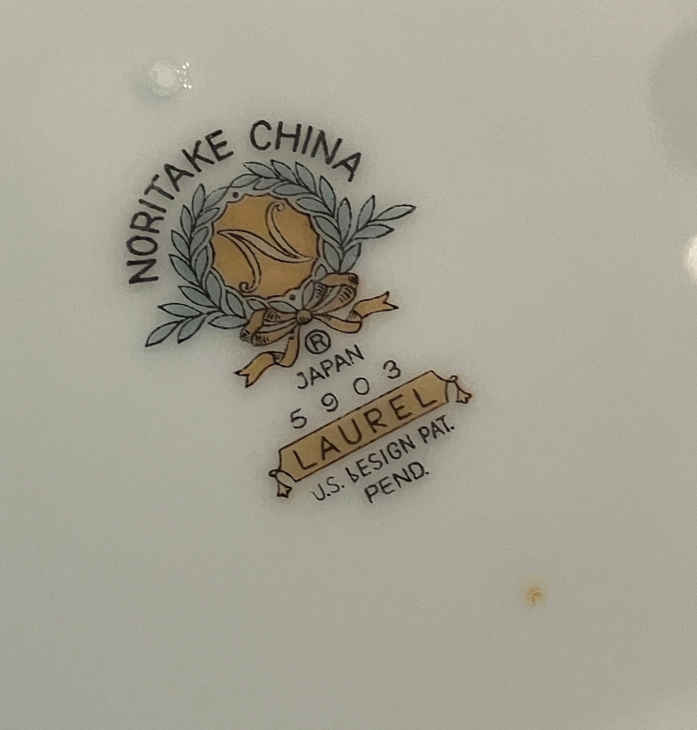 NORITAKE CHINA
N
®
JAPAN
5903
LAUREL
U.S. DESIGN PAT.
PEND.